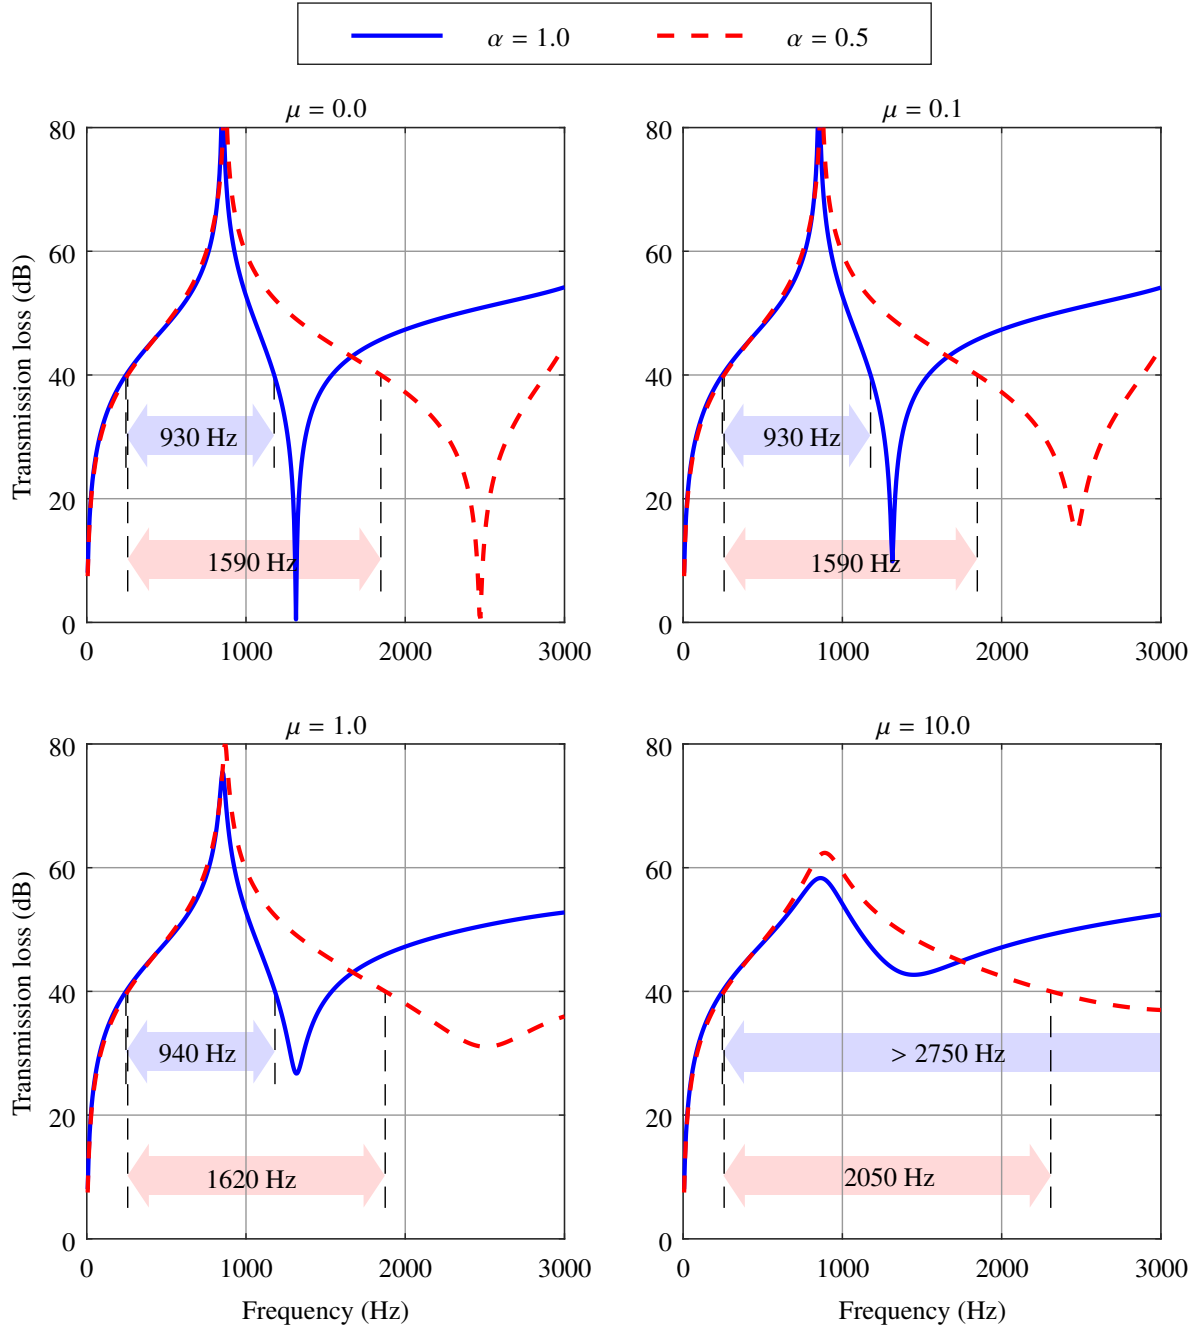 α = 1.0 α = 0.5
μ = 0.0
80
60
40
20
0
Transmission loss (dB)
930 Hz
1590 Hz
0 1000 2000 3000
μ = 0.1
80
60
40
20
0
930 Hz
1590 Hz
0 1000 2000 3000
μ = 1.0
80
60
40
20
0
Transmission loss (dB)
940 Hz
1620 Hz
0 1000 2000 3000
Frequency (Hz)
μ = 10.0
80
60
40
20
0
> 2750 Hz
2050 Hz
0 1000 2000 3000
Frequency (Hz)